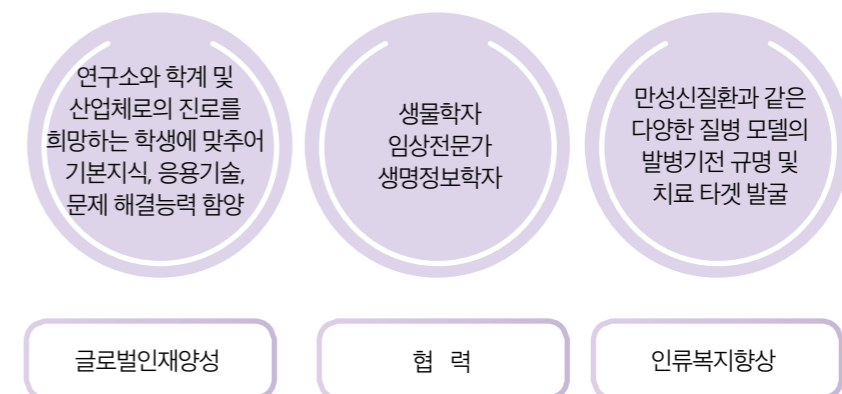 연구소와 학계 및
산업체로의 진로를
희망하는 학생에 맞추어
기본지식, 응용기술,
문제 해결능력 함양
생물학자
임상전문가
생명정보학자
만성신질환과 같은
다양한 질병 모델의
발병기전 규명 및
치료 타겟 발굴
글로벌인재양성
협 력
인류복지향상